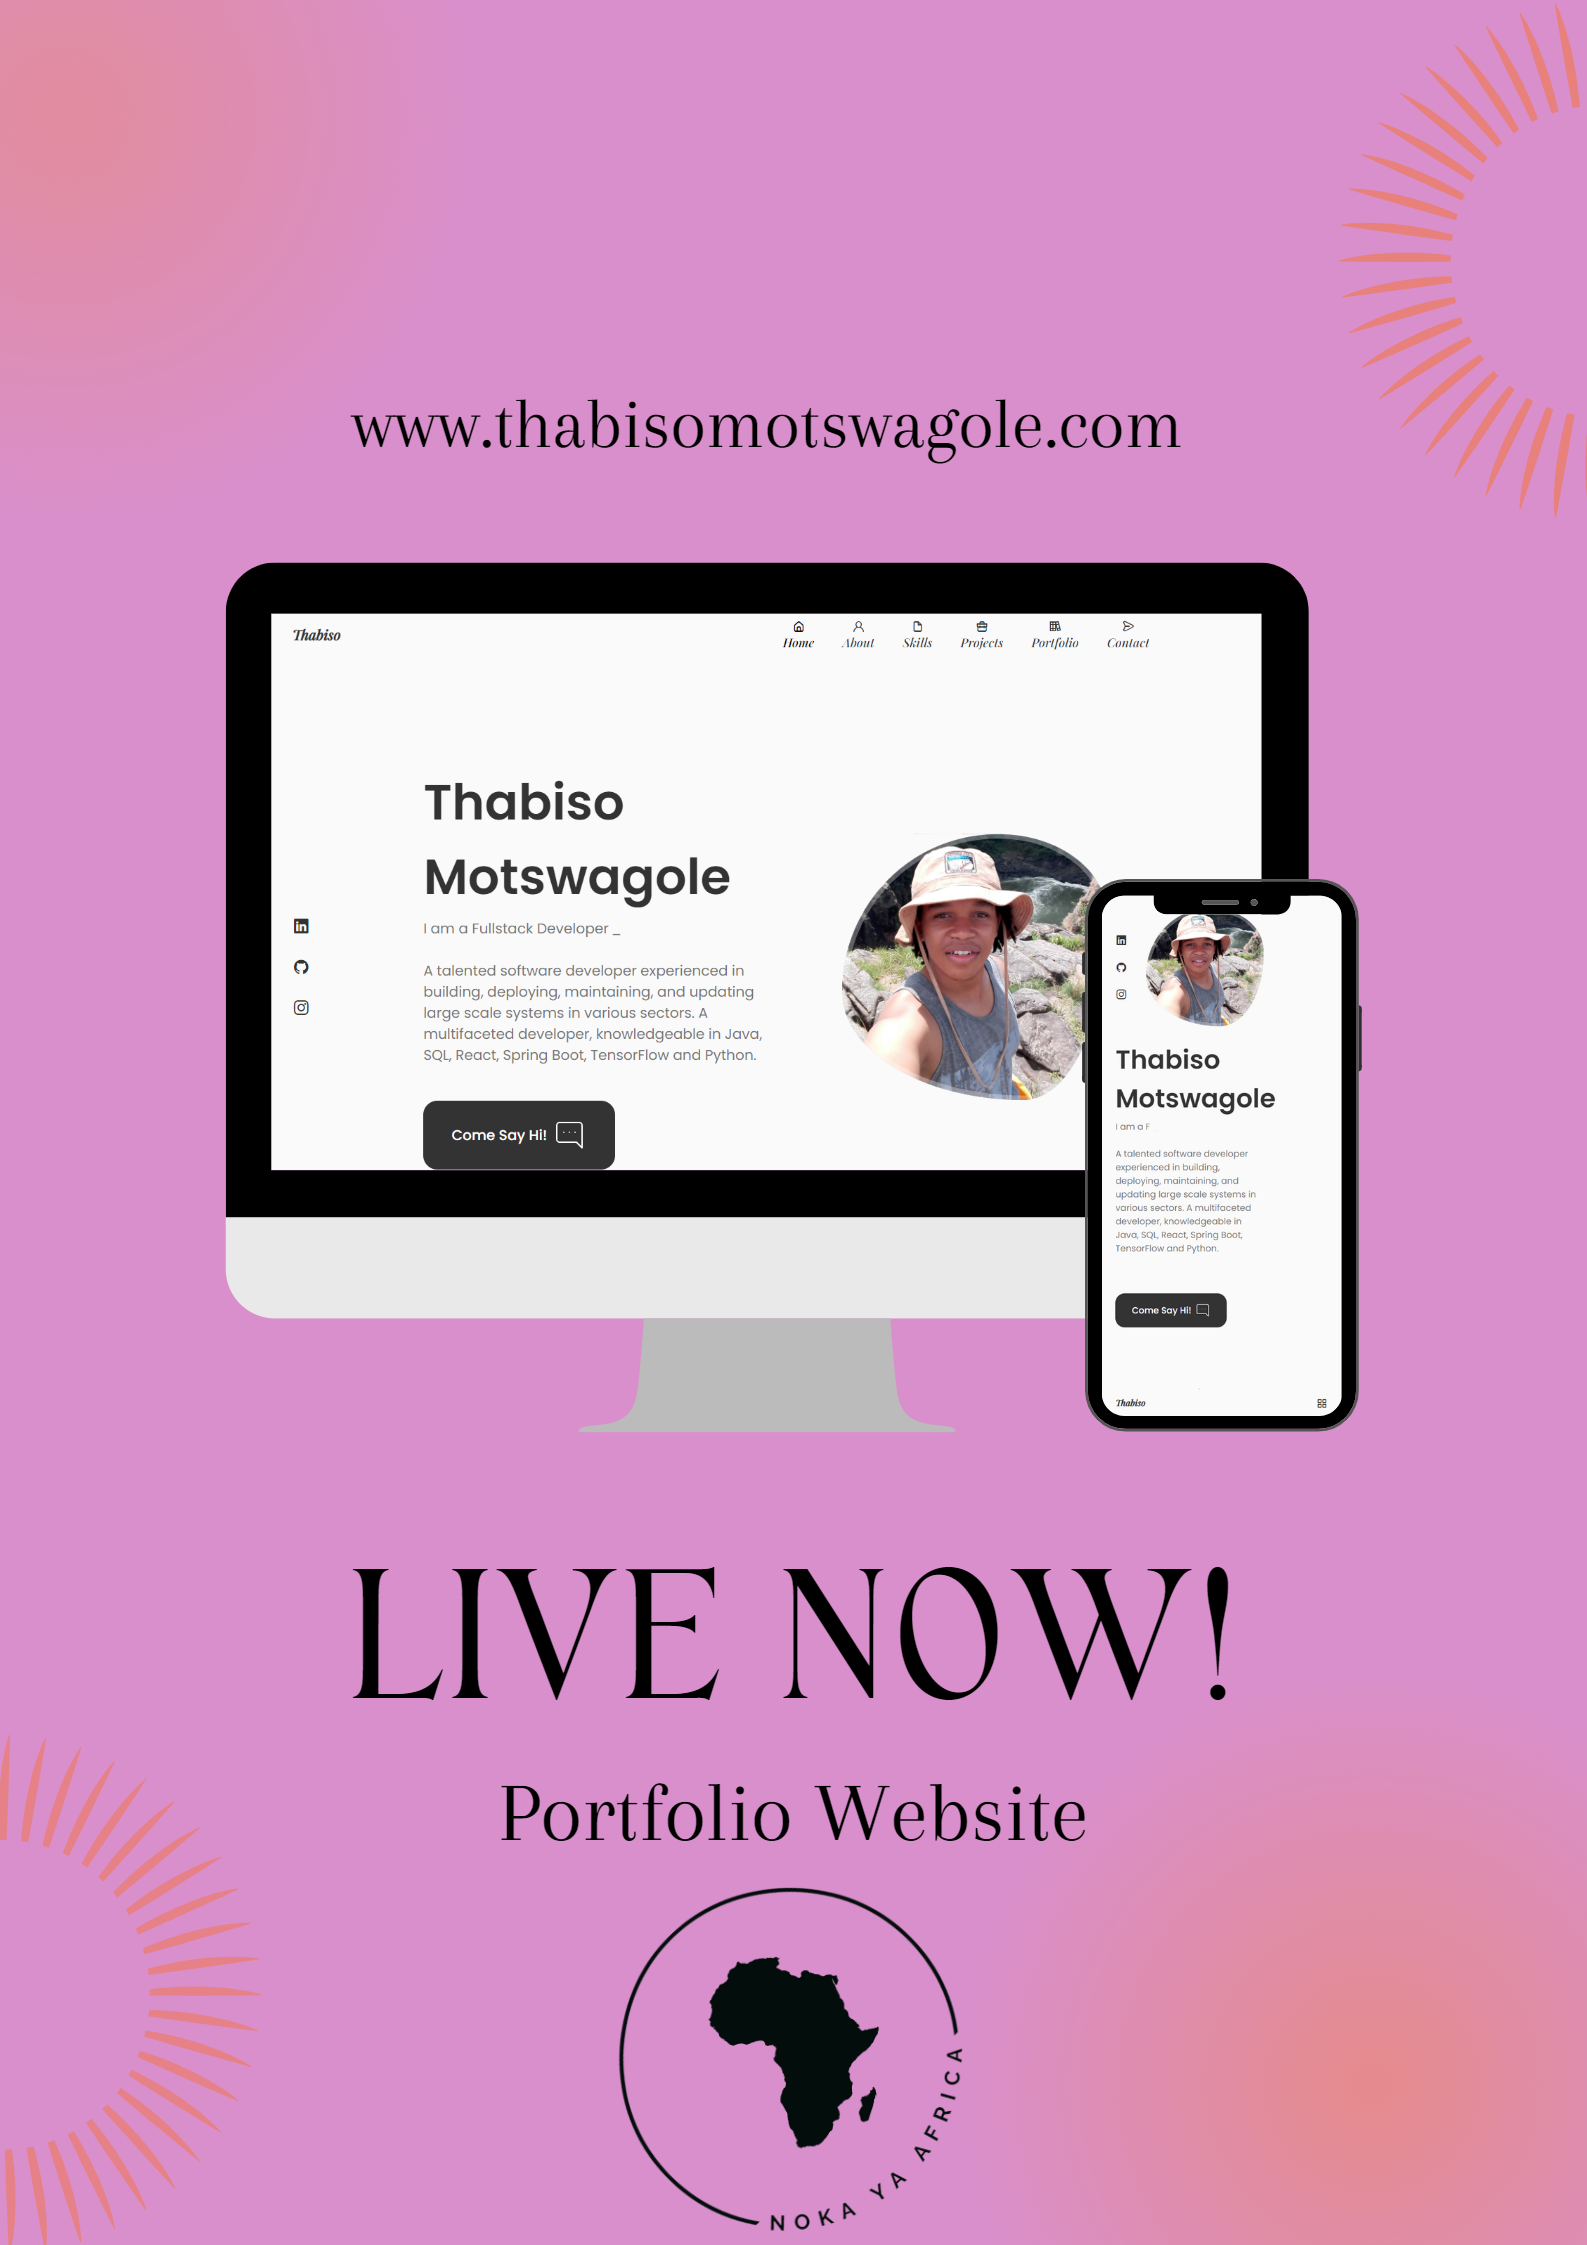 www.thabisomotswagole.com
Thabiso
Home About Skills Projects Portfolio Contact
Thabiso
Motswagole
I am a Fullstack Developer _
A talented software developer experienced in
building, deploying, maintaining, and updating
large scale systems in various sectors. A
multifaceted developer, knowledgeable in Java,
SQL, React, Spring Boot, TensorFlow and Python.
Come Say Hi!
Thabiso
Motswagole
I am a F
A talented software developer
experienced in building,
deploying, maintaining, and
updating large scale systems in
various sectors. A multifaceted
developer, knowledgeable in
Java, SQL, React, Spring Boot,
TensorFlow and Python.
Come Say Hi!
Thabiso
LIVE NOW!
Portfolio Website
NOKA YA AFRICA